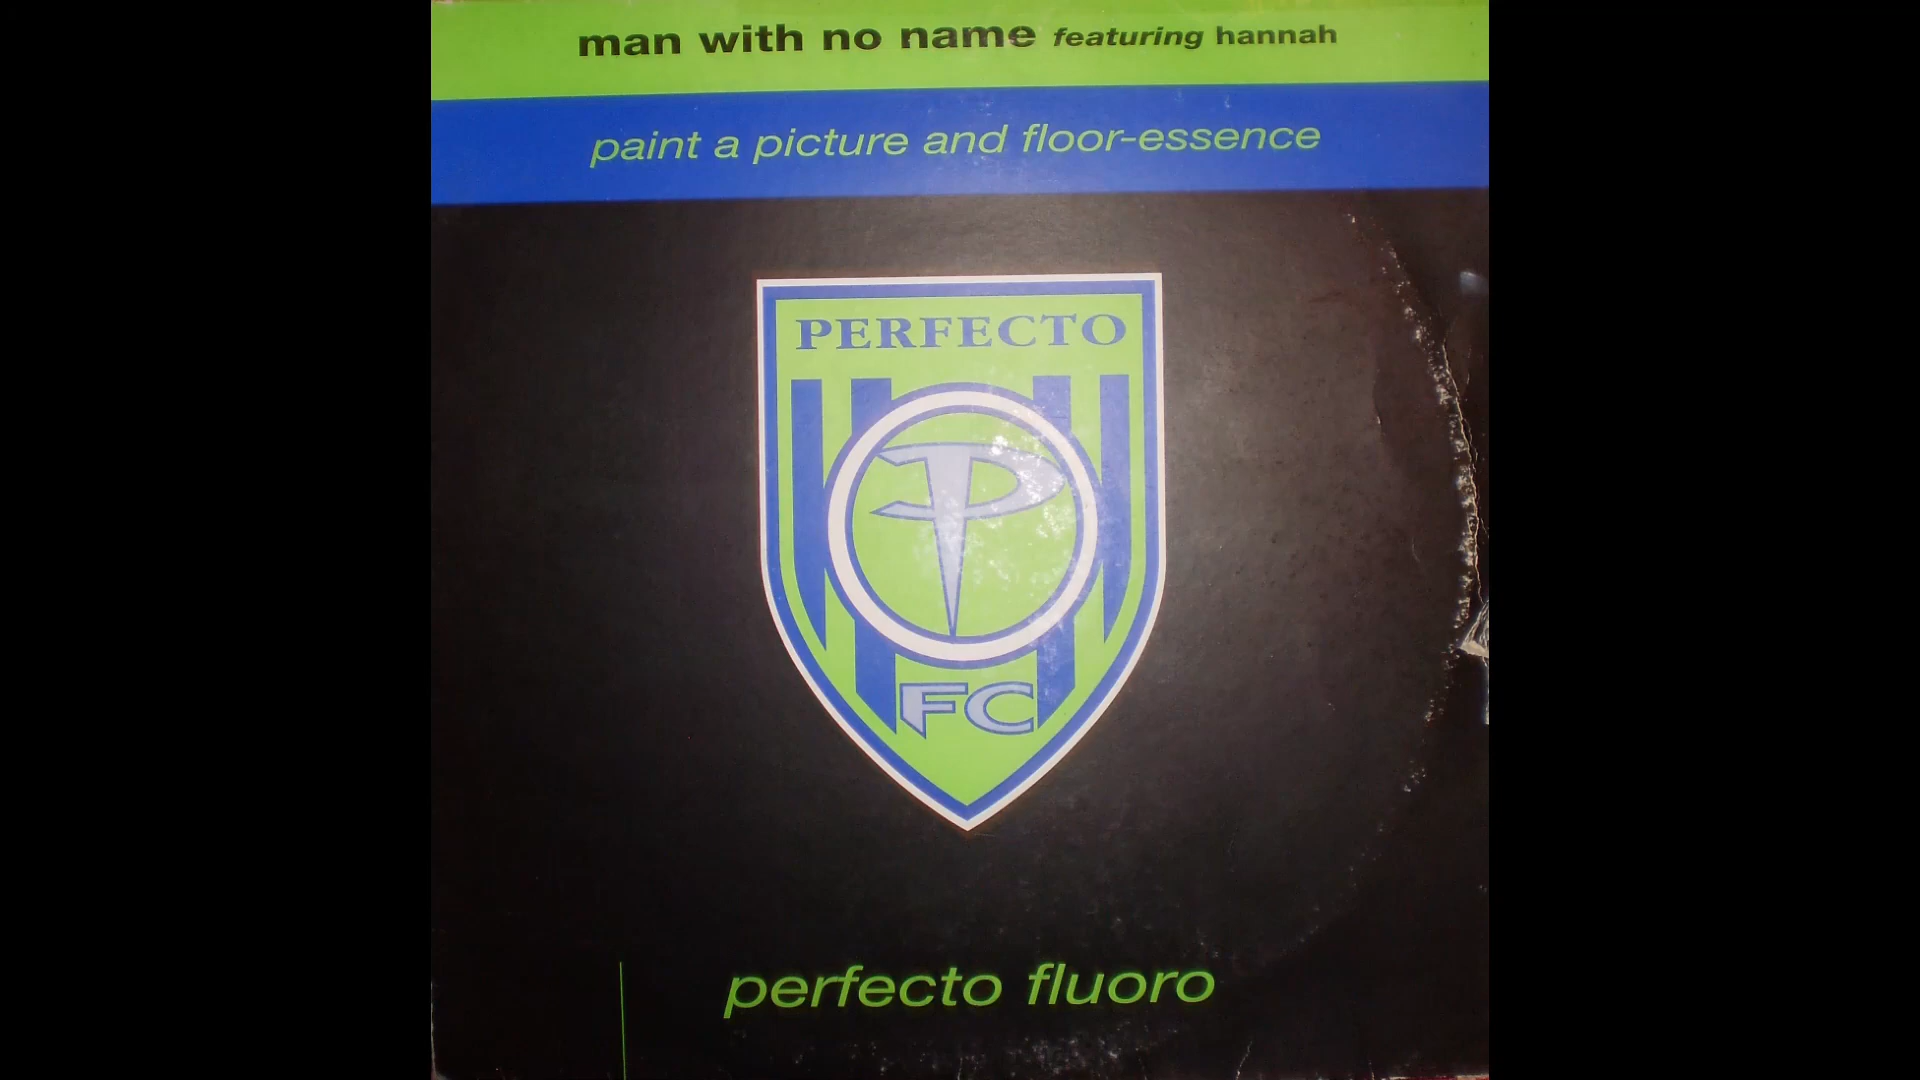 man with no name featuring hannah
paint a picture and floor-essence
PERFECTO
P
FC
perfecto fluoro